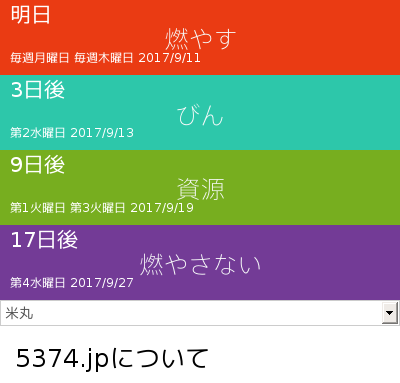 明日
燃やす
毎週月曜日 毎週木曜日 2017/9/11
3日後
びん
第2水曜日 2017/9/13
9日後
資源
第1火曜日 第3火曜日 2017/9/19
17日後
燃やさない
第4水曜日 2017/9/27
米丸
5374.jpについて